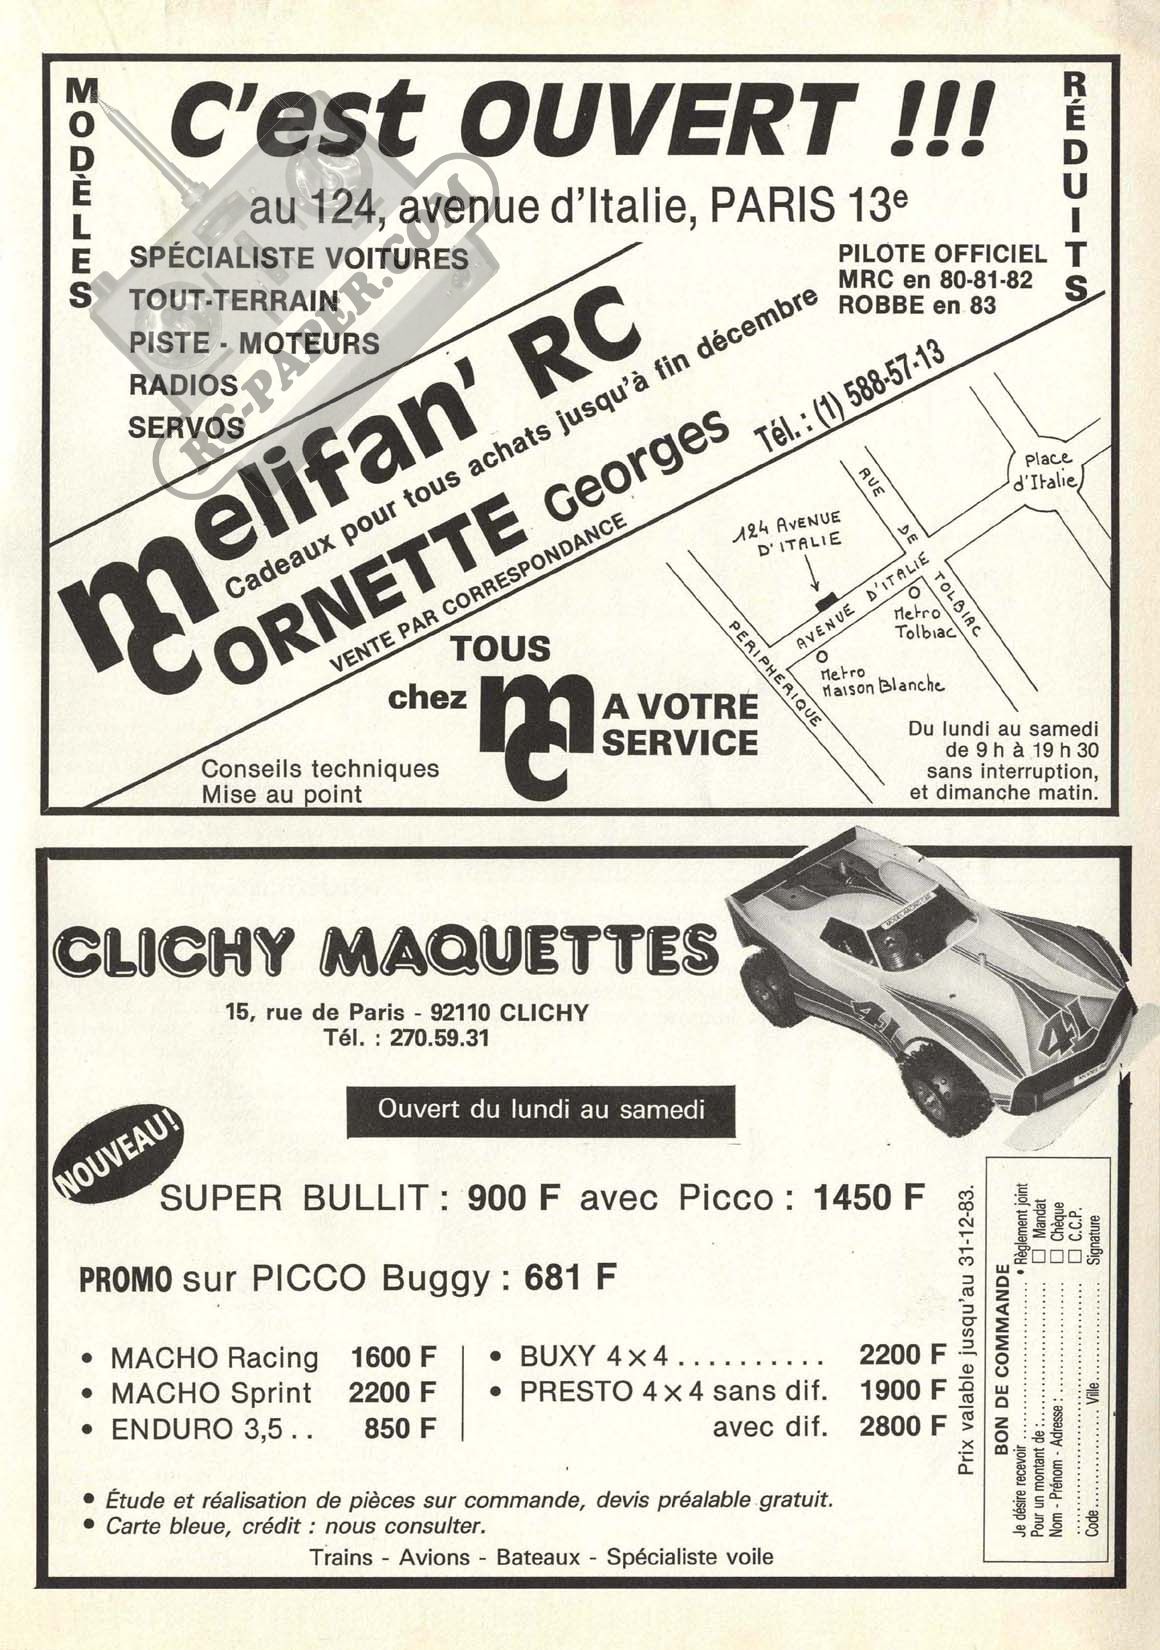 MODÈLES
C'est OUVERT !!!
RÉDUITS
au 124, avenue d'Italie, PARIS 13e
SPÉCIALISTE VOITURES
TOUT-TERRAIN
PISTE - MOTEURS
RADIOS
SERVOS
PILOTE OFFICIEL
MRC en 80-81-82
ROBBE en 83
RC-PAPER.COM
melifan' RC
Cadeaux pour tous achats jusqu'à fin décembre
CORNETTE Georges
Tél. : (1) 588-57-13
VENTE PAR CORRESPONDANCE
Place
d'Italie
RUE DE TOLBIAC
124 AVENUE
D'ITALIE
AVENUE D'ITALIE
Metro
Tolbiac
PERIPHERIQUE
Metro
Maison Blanche
TOUS
chez mc A VOTRE
SERVICE
Conseils techniques
Mise au point
Du lundi au samedi
de 9 h à 19 h 30
sans interruption,
et dimanche matin.
CLICHY MAQUETTES
15, rue de Paris - 92110 CLICHY
Tél. : 270.59.31
41
41
Ouvert du lundi au samedi
NOUVEAU!
SUPER BULLIT : 900 F avec Picco : 1450 F
PROMO sur PICCO Buggy : 681 F
• MACHO Racing 1600 F
• MACHO Sprint 2200 F
• ENDURO 3,5 . . 850 F
• BUXY 4 × 4 . . . . . . . . . . 2200 F
• PRESTO 4 × 4 sans dif. 1900 F
avec dif. 2800 F
• Étude et réalisation de pièces sur commande, devis préalable gratuit.
• Carte bleue, crédit : nous consulter.
Trains - Avions - Bateaux - Spécialiste voile
Prix valable jusqu'au 31-12-83.
BON DE COMMANDE
Je désire recevoir ........................ • Règlement joint
Pour un montant de :........................ □ Mandat
Nom - Prénom - Adresse : ........................ □ Chèque
........................ □ C.C.P.
Code............ Ville............ Signature